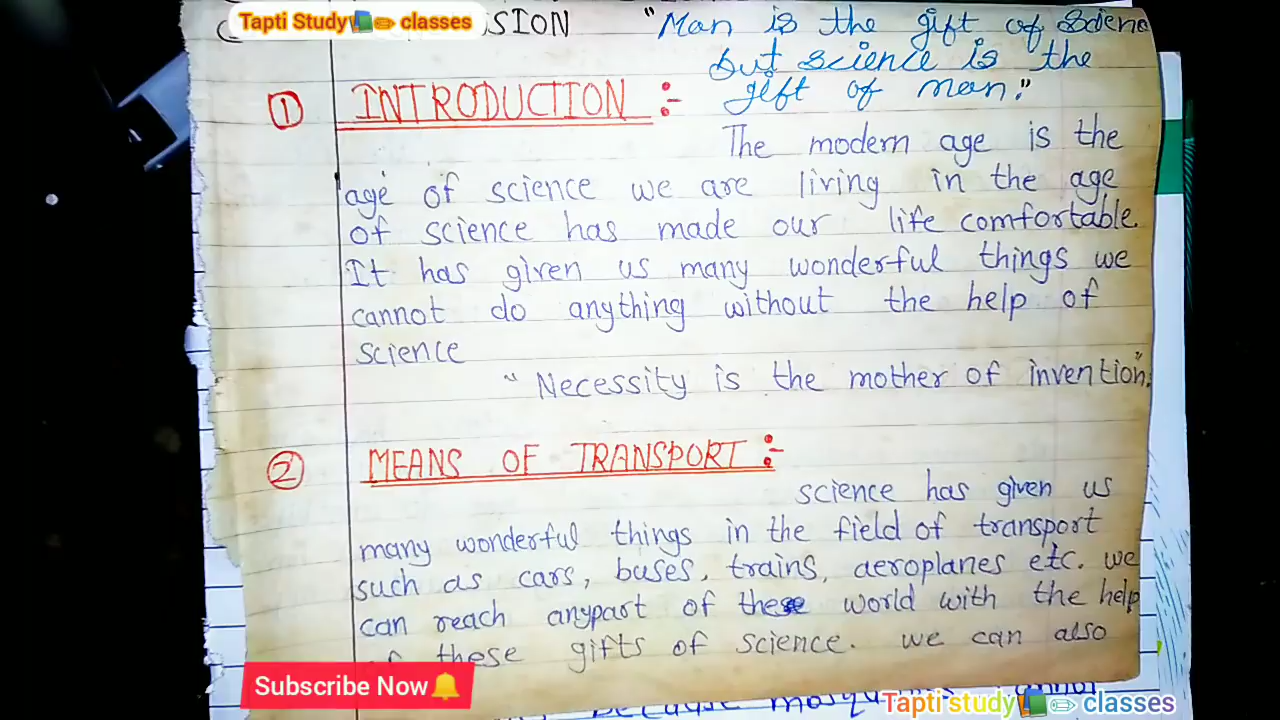 Tapti Study classes
SION "Man is the gift of Scienc
but science is the
gift of man."
① INTRODUCTION :-
The modern age is the
age of science we are living in the age
of science has made our life comfortable.
It has given us many wonderful things we
cannot do anything without the help of
science
"Necessity is the mother of invention".
② MEANS OF TRANSPORT :-
science has given us
many wonderful things in the field of transport
such as cars, buses, trains, aeroplanes etc. we
can reach anypart of these world with the help
these gifts of science. we can also
Subscribe Now
because
Tapti study classes